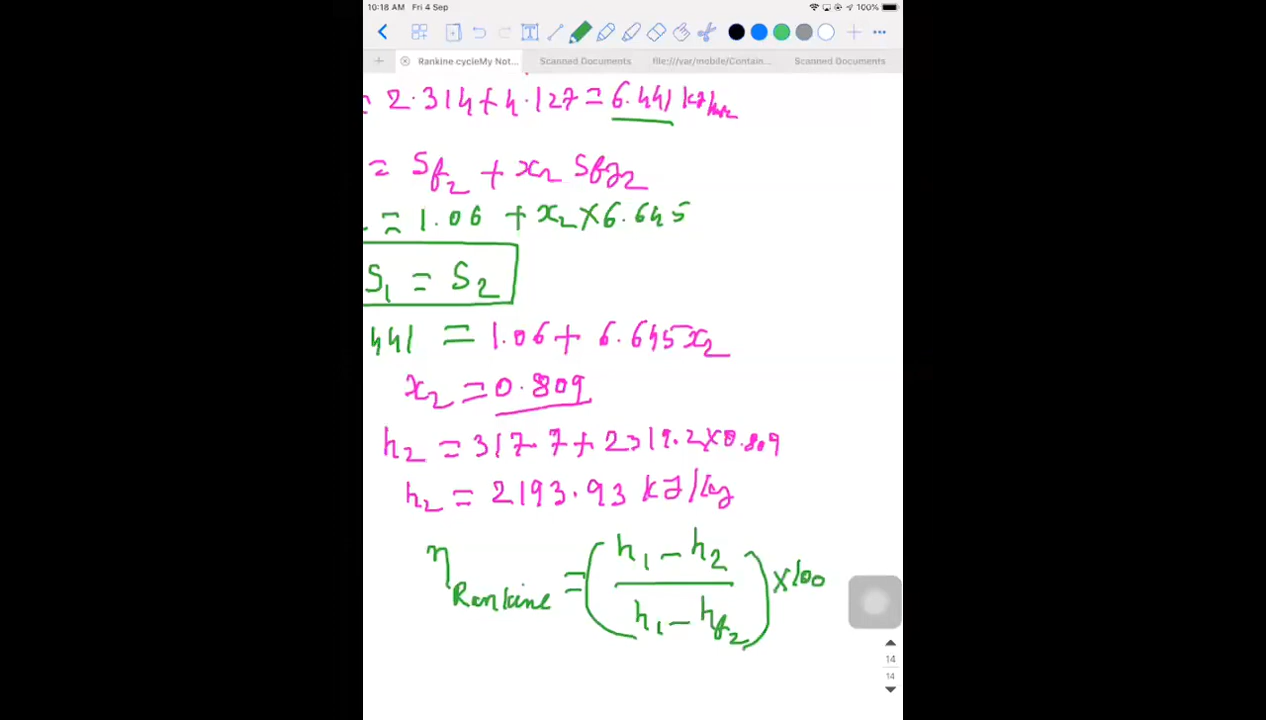 10:18 AM Fri 4 Sep 100%
Rankine cycleMy Not... Scanned Documents file:///var/mobile/Contain... Scanned Documents
= 2.314 + 4.127 = 6.441 kJ/
= Sf2 + x2 Sfg2
= 1.06 + x2 × 6.645
S1 = S2
441 = 1.06 + 6.645x2
x2 = 0.809
h2 = 317.7 + 2319.2 × 0.809
h2 = 2193.93 kJ/kg
ηRankine = (h1 - h2 / h1 - hf2) × 100
14
14